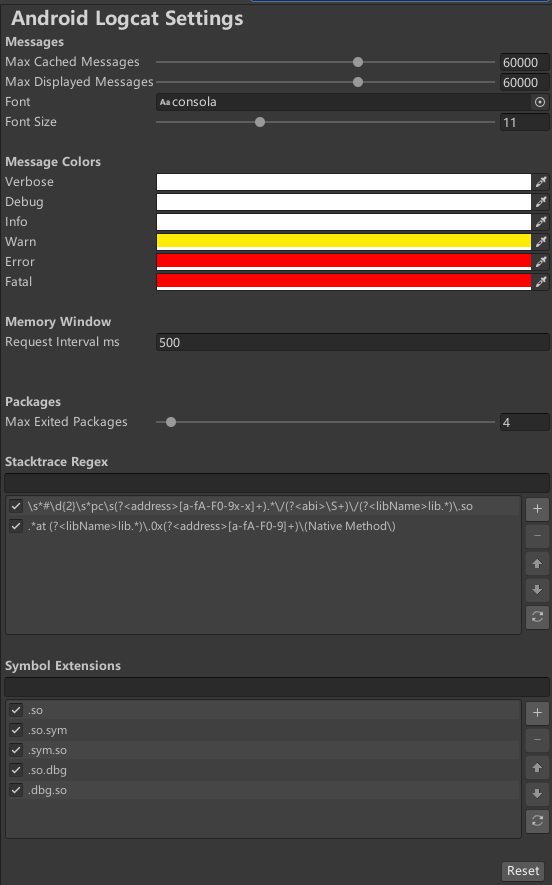 Android Logcat Settings
Messages
Max Cached Messages 60000
Max Displayed Messages 60000
Font Aa consola
Font Size 11
Message Colors
Verbose
Debug
Info
Warn
Error
Fatal
Memory Window
Request Interval ms 500
Packages
Max Exited Packages 4
Stacktrace Regex
\s*#\d{2}\s*pc\s(?<address>[a-fA-F0-9x-x]+).*\/(?<abi>\S+)\/(?<libName>lib.*)\.so
.*at (?<libName>lib.*)\.0x(?<address>[a-fA-F0-9]+)\(Native Method\)
Symbol Extensions
.so
.so.sym
.sym.so
.so.dbg
.dbg.so
Reset